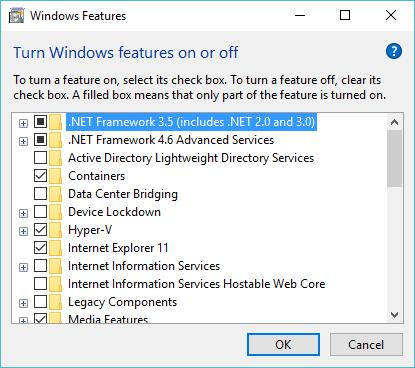 Windows Features
Turn Windows features on or off
To turn a feature on, select its check box. To turn a feature off, clear its
check box. A filled box means that only part of the feature is turned on.
.NET Framework 3.5 (includes .NET 2.0 and 3.0)
.NET Framework 4.6 Advanced Services
Active Directory Lightweight Directory Services
Containers
Data Center Bridging
Device Lockdown
Hyper-V
Internet Explorer 11
Internet Information Services
Internet Information Services Hostable Web Core
Legacy Components
Media Features
OK
Cancel